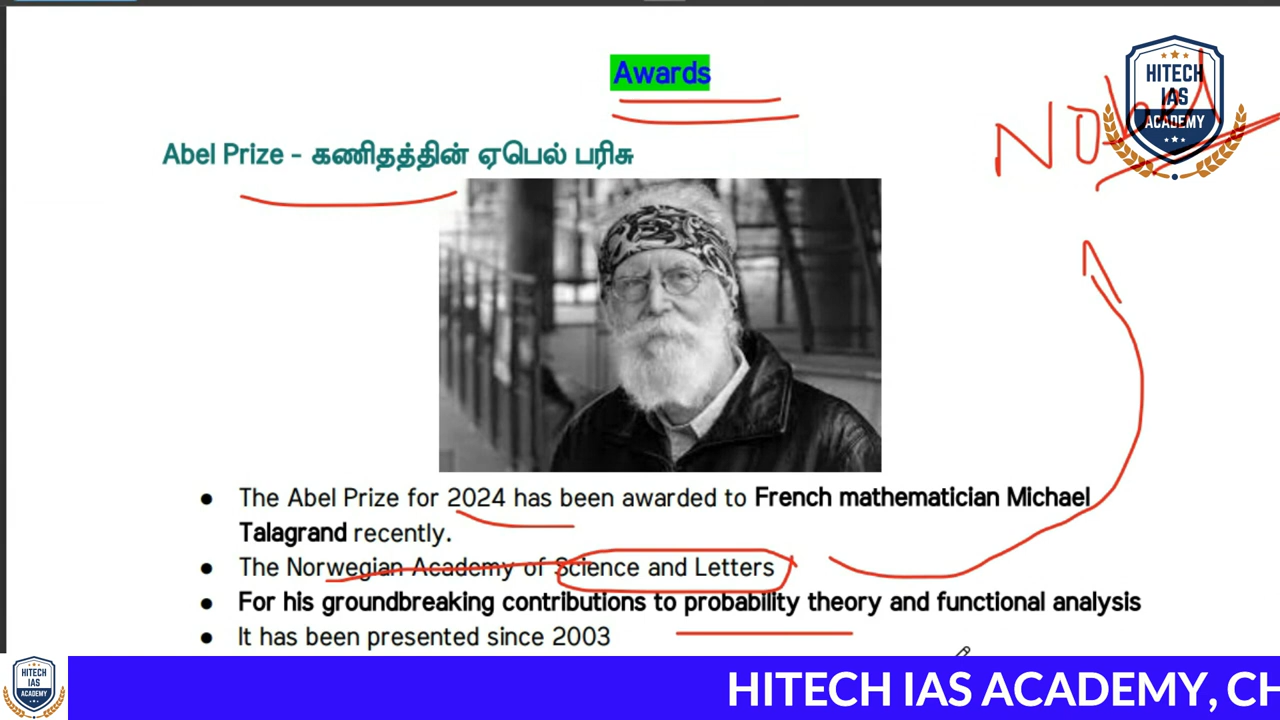 Awards
HITECH
IAS
ACADEMY
Abel Prize - கணிதத்தின் ஏபெல் பரிசு
● The Abel Prize for 2024 has been awarded to French mathematician Michael
Talagrand recently.
● The Norwegian Academy of Science and Letters
● For his groundbreaking contributions to probability theory and functional analysis
● It has been presented since 2003
HITECH
IAS
ACADEMY
HITECH IAS ACADEMY, CH